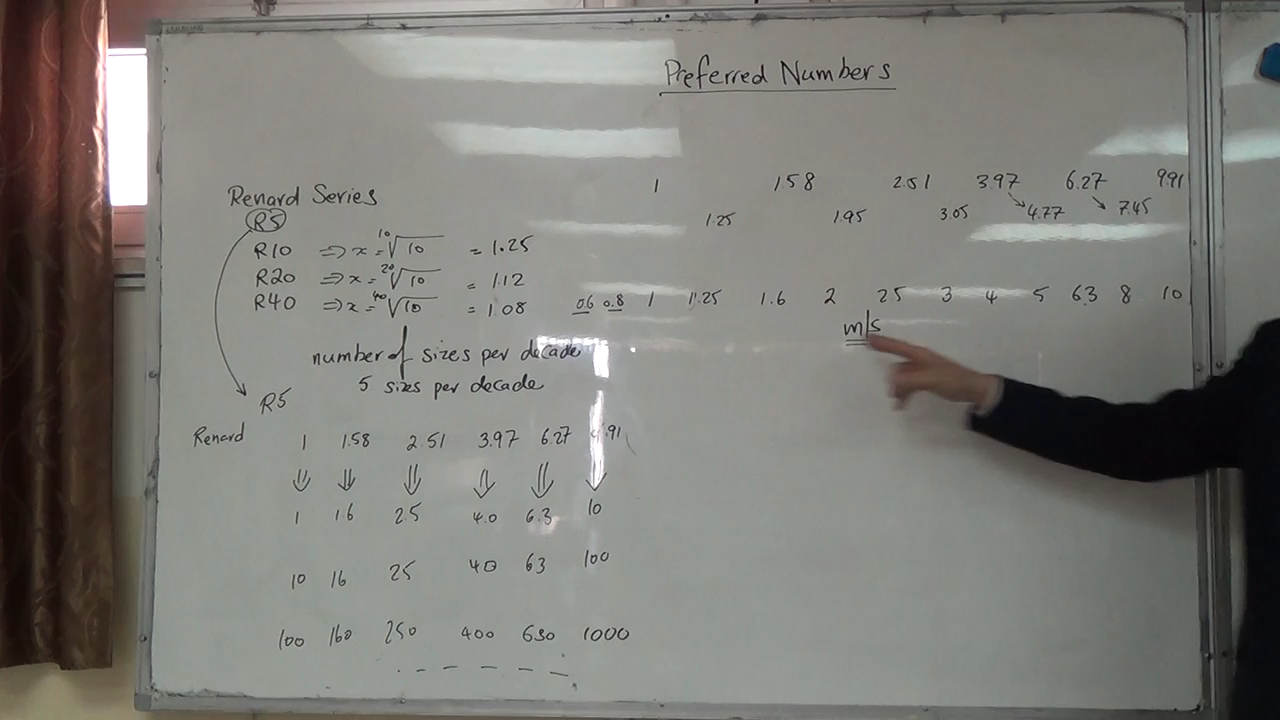 Preferred Numbers
Renard Series
R5
R10 ⇒ x = ¹⁰√10 = 1.25
R20 ⇒ x = ²⁰√10 = 1.12
R40 ⇒ x = ⁴⁰√10 = 1.08
number of sizes per decade
5 sizes per decade
R5
Renard 1 1.58 2.51 3.97 6.27 9.91
1 1.6 2.5 4.0 6.3 10
10 16 25 40 63 100
100 160 250 400 630 1000
1 1.58 2.51 3.97 6.27 9.91
1.25 1.95 3.05 4.77 7.45
0.6 0.8 1 1.25 1.6 2 2.5 3 4 5 6.3 8 10
m/s